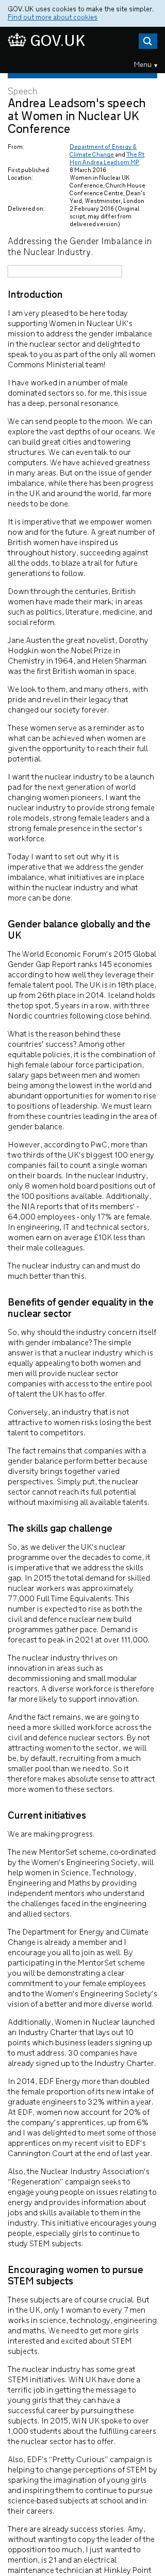 GOV.UK uses cookies to make the site simpler.
Find out more about cookies
GOV.UK
Menu ▾
Speech
Andrea Leadsom's speech
at Women in Nuclear UK
Conference
From:
Department of Energy &
Climate Change and The Rt
Hon Andrea Leadsom MP
First published
8 March 2016
Location:
Women in Nuclear UK
Conference, Church House
Conference Centre, Dean's
Yard, Westminster, London
Delivered on:
2 February 2016 (Original
script, may differ from
delivered version)
Addressing the Gender Imbalance in
the Nuclear Industry.
Introduction
I am very pleased to be here today
supporting Women in Nuclear UK's
mission to address the gender imbalance
in the nuclear sector and delighted to
speak to you as part of the only all women
Commons Ministerial team!
I have worked in a number of male
dominated sectors so, for me, this issue
has a deep, personal resonance.
We can send people to the moon. We can
explore the vast depths of our oceans. We
can build great cities and towering
structures. We can even talk to our
computers. We have achieved greatness
in many areas. But on the issue of gender
imbalance, while there has been progress
in the UK and around the world, far more
needs to be done.
It is imperative that we empower women
now and for the future. A great number of
British women have inspired us
throughout history, succeeding against
all the odds, to blaze a trail for future
generations to follow.
Down through the centuries, British
women have made their mark; in areas
such as politics, literature, medicine, and
social reform.
Jane Austen the great novelist, Dorothy
Hodgkin won the Nobel Prize in
Chemistry in 1964, and Helen Sharman
was the first British woman in space.
We look to them, and many others, with
pride and revel in their legacy that
changed our society forever.
These women serve as a reminder as to
what can be achieved when women are
given the opportunity to reach their full
potential.
I want the nuclear industry to be a launch
pad for the next generation of world
changing women pioneers, I want the
nuclear industry to provide strong female
role models, strong female leaders and a
strong female presence in the sector's
workforce.
Today I want to set out why it is
imperative that we address the gender
imbalance, what initiatives are in place
within the nuclear industry and what
more can be done.
Gender balance globally and the
UK
The World Economic Forum's 2015 Global
Gender Gap Report ranks 145 economies
according to how well they leverage their
female talent pool. The UK is in 18th place,
up from 26th place in 2014. Iceland holds
the top spot, 5 years in a row, with three
Nordic countries following close behind.
What is the reason behind these
countries' success? Among other
equitable policies, it is the combination of
high female labour force participation,
salary gaps between men and women
being among the lowest in the world and
abundant opportunities for women to rise
to positions of leadership. We must learn
from these countries leading in the area of
gender balance.
However, according to PwC, more than
two thirds of the UK's biggest 100 energy
companies fail to count a single woman
on their boards. In the nuclear industry,
only 8 women hold board positions out of
the 100 positions available. Additionally,
the NIA reports that of its members' -
64,000 employees - only 17% are female.
In engineering, IT and technical sectors,
women earn on average £10K less than
their male colleagues.
The nuclear industry can and must do
much better than this.
Benefits of gender equality in the
nuclear sector
So, why should the industry concern itself
with gender imbalance? The simple
answer is that a nuclear industry which is
equally appealing to both women and
men will provide nuclear sector
companies with access to the entire pool
of talent the UK has to offer.
Conversely, an industry that is not
attractive to women risks losing the best
talent to competitors.
The fact remains that companies with a
gender balance perform better because
diversity brings together varied
perspectives. Simply put, the nuclear
sector cannot reach its full potential
without maximising all available talents.
The skills gap challenge
So, as we deliver the UK's nuclear
programme over the decades to come, it
is imperative that we address the skills
gap. In 2015 the total demand for skilled
nuclear workers was approximately
77,000 Full Time Equivalents. This
number is expected to rise as both the
civil and defence nuclear new build
programmes gather pace. Demand is
forecast to peak in 2021 at over 111,000.
The nuclear industry thrives on
innovation in areas such as
decommissioning and small modular
reactors. A diverse workforce is therefore
far more likely to support innovation.
And the fact remains, we are going to
need a more skilled workforce across the
civil and defence nuclear sectors. By not
attracting women to the sector, we will
be, by default, recruiting from a much
smaller pool than we need to. So it
therefore makes absolute sense to attract
more women to these sectors.
Current initiatives
We are making progress.
The new MentorSet scheme, co-ordinated
by the Women's Engineering Society, will
help women in Science, Technology,
Engineering and Maths by providing
independent mentors who understand
the challenges faced in the engineering
and allied sectors.
The Department for Energy and Climate
Change is already a member and I
encourage you all to join as well. By
participating in the MentorSet scheme
you will be demonstrating a clear
commitment to your female employees
and to the Women's Engineering Society's
vision of a better and more diverse world.
Additionally, Women in Nuclear launched
an Industry Charter that lays out 10
points which business leaders signing up
to must address. 30 companies have
already signed up to the Industry Charter.
In 2014, EDF Energy more than doubled
the female proportion of its new intake of
graduate engineers to 32% within a year.
At EDF, women now account for 20% of
the company's apprentices, up from 6%
and I was delighted to meet some of those
apprentices on my recent visit to EDF's
Cannington Court at the end of last year.
Also, the Nuclear Industry Association's
"Regeneration" campaign seeks to
engage young people on issues relating to
energy and provides information about
jobs and skills available to them in the
industry. This initiative encourages young
people, especially girls to continue to
study STEM subjects.
Encouraging women to pursue
STEM subjects
These subjects are of course crucial. But
in the UK, only 1 woman to every 7 men
works in science, technology, engineering
and maths. We need to get more girls
interested and excited about STEM
subjects.
The nuclear industry has some great
STEM initiatives. WiN UK have done a
terrific job in getting the message to
young girls that they can have a
successful career by pursuing these
subjects. In 2015, WiN UK spoke to over
1,000 students about the fulfilling careers
the nuclear sector has to offer.
Also, EDF's "Pretty Curious" campaign is
helping to change perceptions of STEM by
sparking the imagination of young girls
and inspiring them to continue to pursue
science-based subjects at school and in
their careers.
There are already success stories. Amy,
without wanting to copy the leader of the
opposition too much, I just wanted to
mention, is 21 and an electrical
maintenance technician at Hinkley Point